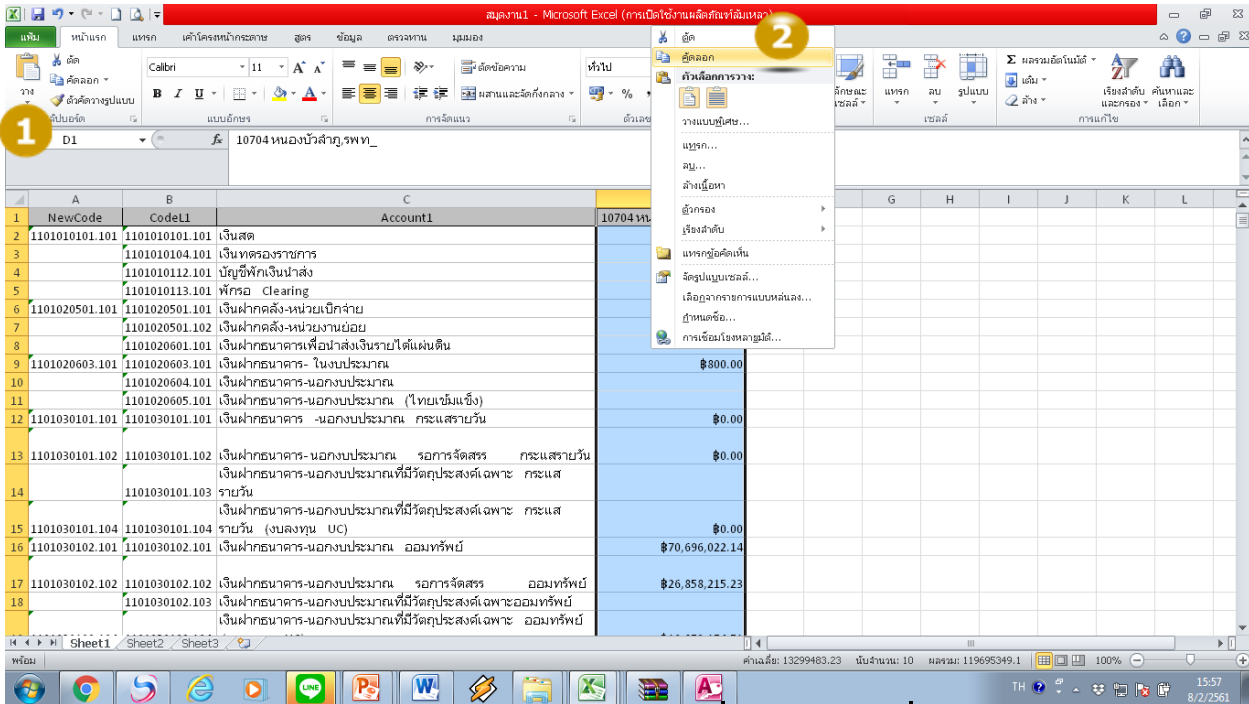 สมุดงาน1 - Microsoft Excel (การเปิดใช้งานผลิตภัณฑ์ล้มเหลว)
แฟ้ม หน้าแรก แทรก เค้าโครงหน้ากระดาษ สูตร ข้อมูล ตรวจทาน มุมมอง
วาง
ตัด
คัดลอก
ตัวคัดวางรูปแบบ
Calibri 11
B I U
ตัดข้อความ
ผสานและจัดกึ่งกลาง
ทั่วไป
%
แทรก ลบ รูปแบบ
ผลรวมอัตโนมัติ
เติม
ล้าง
เรียงลำดับและกรอง
ค้นหาและเลือก
แบบอักษร การจัดแนว เซลล์ การแก้ไข
1
2
ตัด
คัดลอก
ตัวเลือกการวาง:
วางแบบพิเศษ...
แทรก...
ลบ...
ล้างเนื้อหา
ตัวกรอง
เรียงลำดับ
แทรกข้อคิดเห็น
จัดรูปแบบเซลล์...
เลือกจากรายการแบบหล่นลง...
กำหนดชื่อ...
การเชื่อมโยงหลายมิติ...
D1 fx 10704 หนองบัวลำภู,รพท_
A B C G H I J K L
1 NewCode CodeL1 Account1 10704
2 1101010101.101 1101010101.101 เงินสด
3 1101010104.101 เงินทดรองราชการ
4 1101010112.101 บัญชีพักเงินนำส่ง
5 1101010113.101 พักรอ Clearing
6 1101020501.101 1101020501.101 เงินฝากคลัง-หน่วยเบิกจ่าย
7 1101020501.102 เงินฝากคลัง-หน่วยงานย่อย
8 1101020601.101 เงินฝากธนาคารเพื่อนำส่งเงินรายได้แผ่นดิน
9 1101020603.101 1101020603.101 เงินฝากธนาคาร- ในงบประมาณ ฿800.00
10 1101020604.101 เงินฝากธนาคาร-นอกงบประมาณ
11 1101020605.101 เงินฝากธนาคาร-นอกงบประมาณ (ไทยเข้มแข็ง)
12 1101030101.101 1101030101.101 เงินฝากธนาคาร -นอกงบประมาณ กระแสรายวัน ฿0.00
13 1101030101.102 1101030101.102 เงินฝากธนาคาร-นอกงบประมาณ รอการจัดสรร กระแสรายวัน ฿0.00
เงินฝากธนาคาร-นอกงบประมาณที่มีวัตถุประสงค์เฉพาะ กระแส
14 1101030101.103 รายวัน
เงินฝากธนาคาร-นอกงบประมาณที่มีวัตถุประสงค์เฉพาะ กระแส
15 1101030101.104 1101030101.104 รายวัน (งบลงทุน UC) ฿0.00
16 1101030102.101 1101030102.101 เงินฝากธนาคาร-นอกงบประมาณ ออมทรัพย์ ฿70,696,022.14
17 1101030102.102 1101030102.102 เงินฝากธนาคาร-นอกงบประมาณ รอการจัดสรร ออมทรัพย์ ฿26,858,215.23
18 1101030102.103 เงินฝากธนาคาร-นอกงบประมาณที่มีวัตถุประสงค์เฉพาะออมทรัพย์
เงินฝากธนาคาร-นอกงบประมาณที่มีวัตถุประสงค์เฉพาะ ออมทรัพย์
Sheet1 Sheet2 Sheet3
พร้อม ค่าเฉลี่ย: 13299483.23 นับจำนวน: 10 ผลรวม: 119695349.1 100%
LINE
TH 15:57
8/2/2561